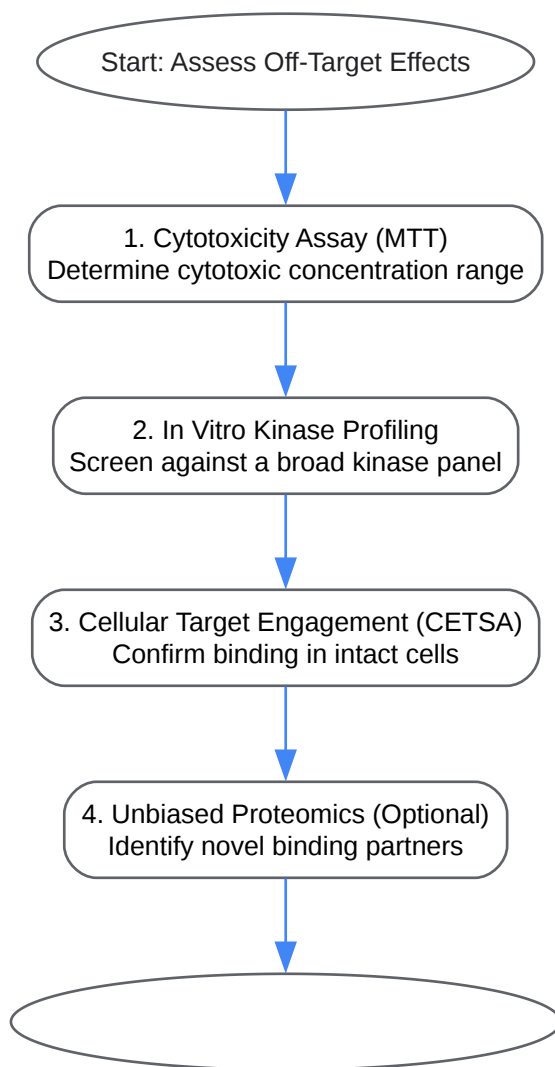 Start: Assess Off-Target Effects
1. Cytotoxicity Assay (MTT)
Determine cytotoxic concentration range
2. In Vitro Kinase Profiling
Screen against a broad kinase panel
3. Cellular Target Engagement (CETSA)
Confirm binding in intact cells
4. Unbiased Proteomics (Optional)
Identify novel binding partners